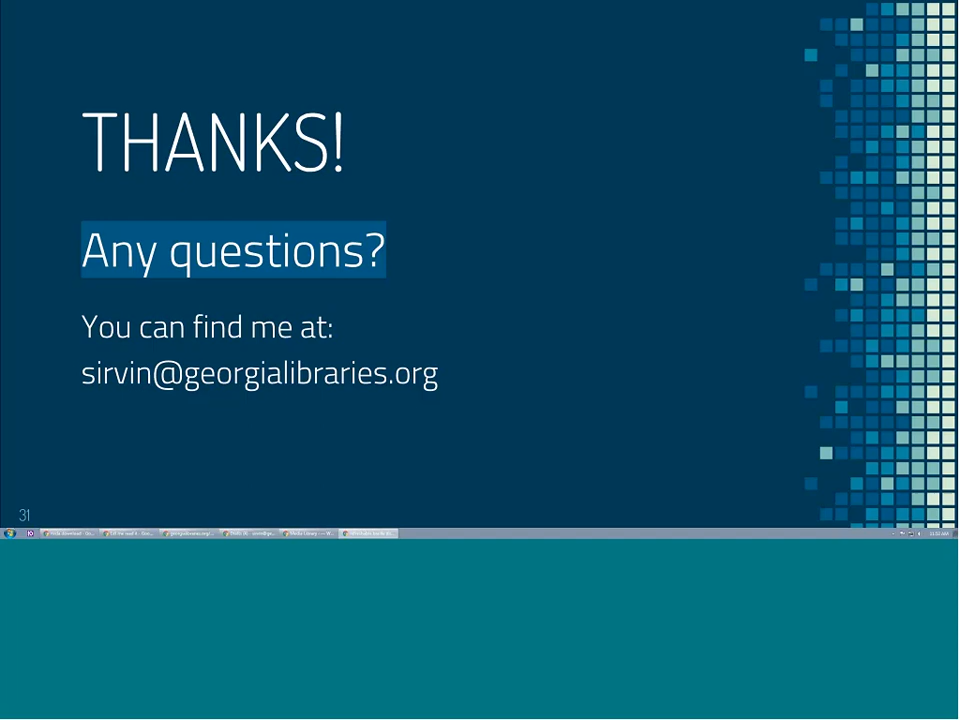 THANKS!
Any questions?
You can find me at:
sirvin@georgialibraries.org
31